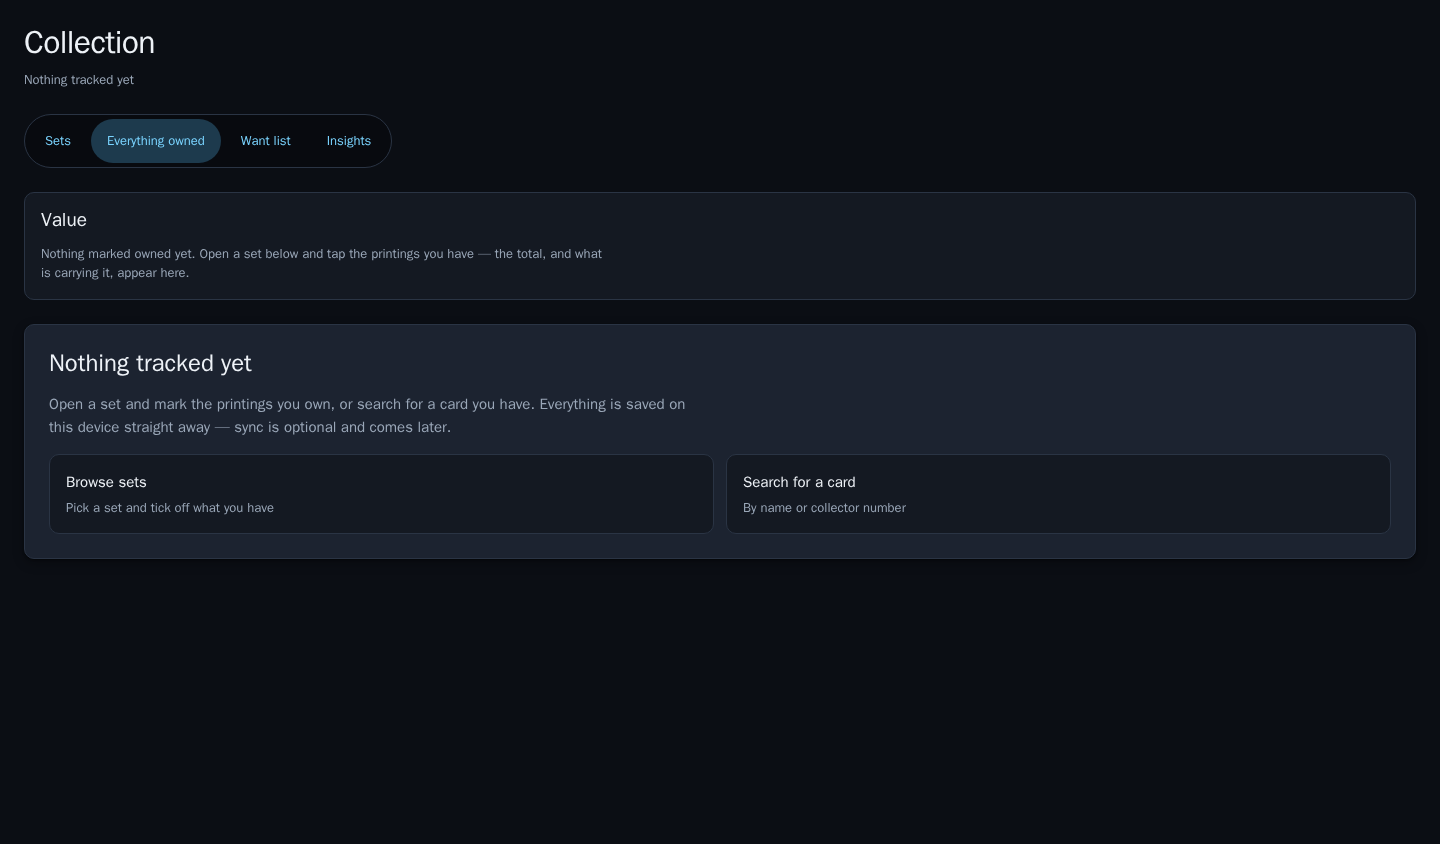 Collection
Nothing tracked yet
Sets
Everything owned
Want list
Insights
Value
Nothing marked owned yet. Open a set below and tap the printings you have — the total, and what
is carrying it, appear here.
Nothing tracked yet
Open a set and mark the printings you own, or search for a card you have. Everything is saved on
this device straight away — sync is optional and comes later.
Browse sets
Pick a set and tick off what you have
Search for a card
By name or collector number